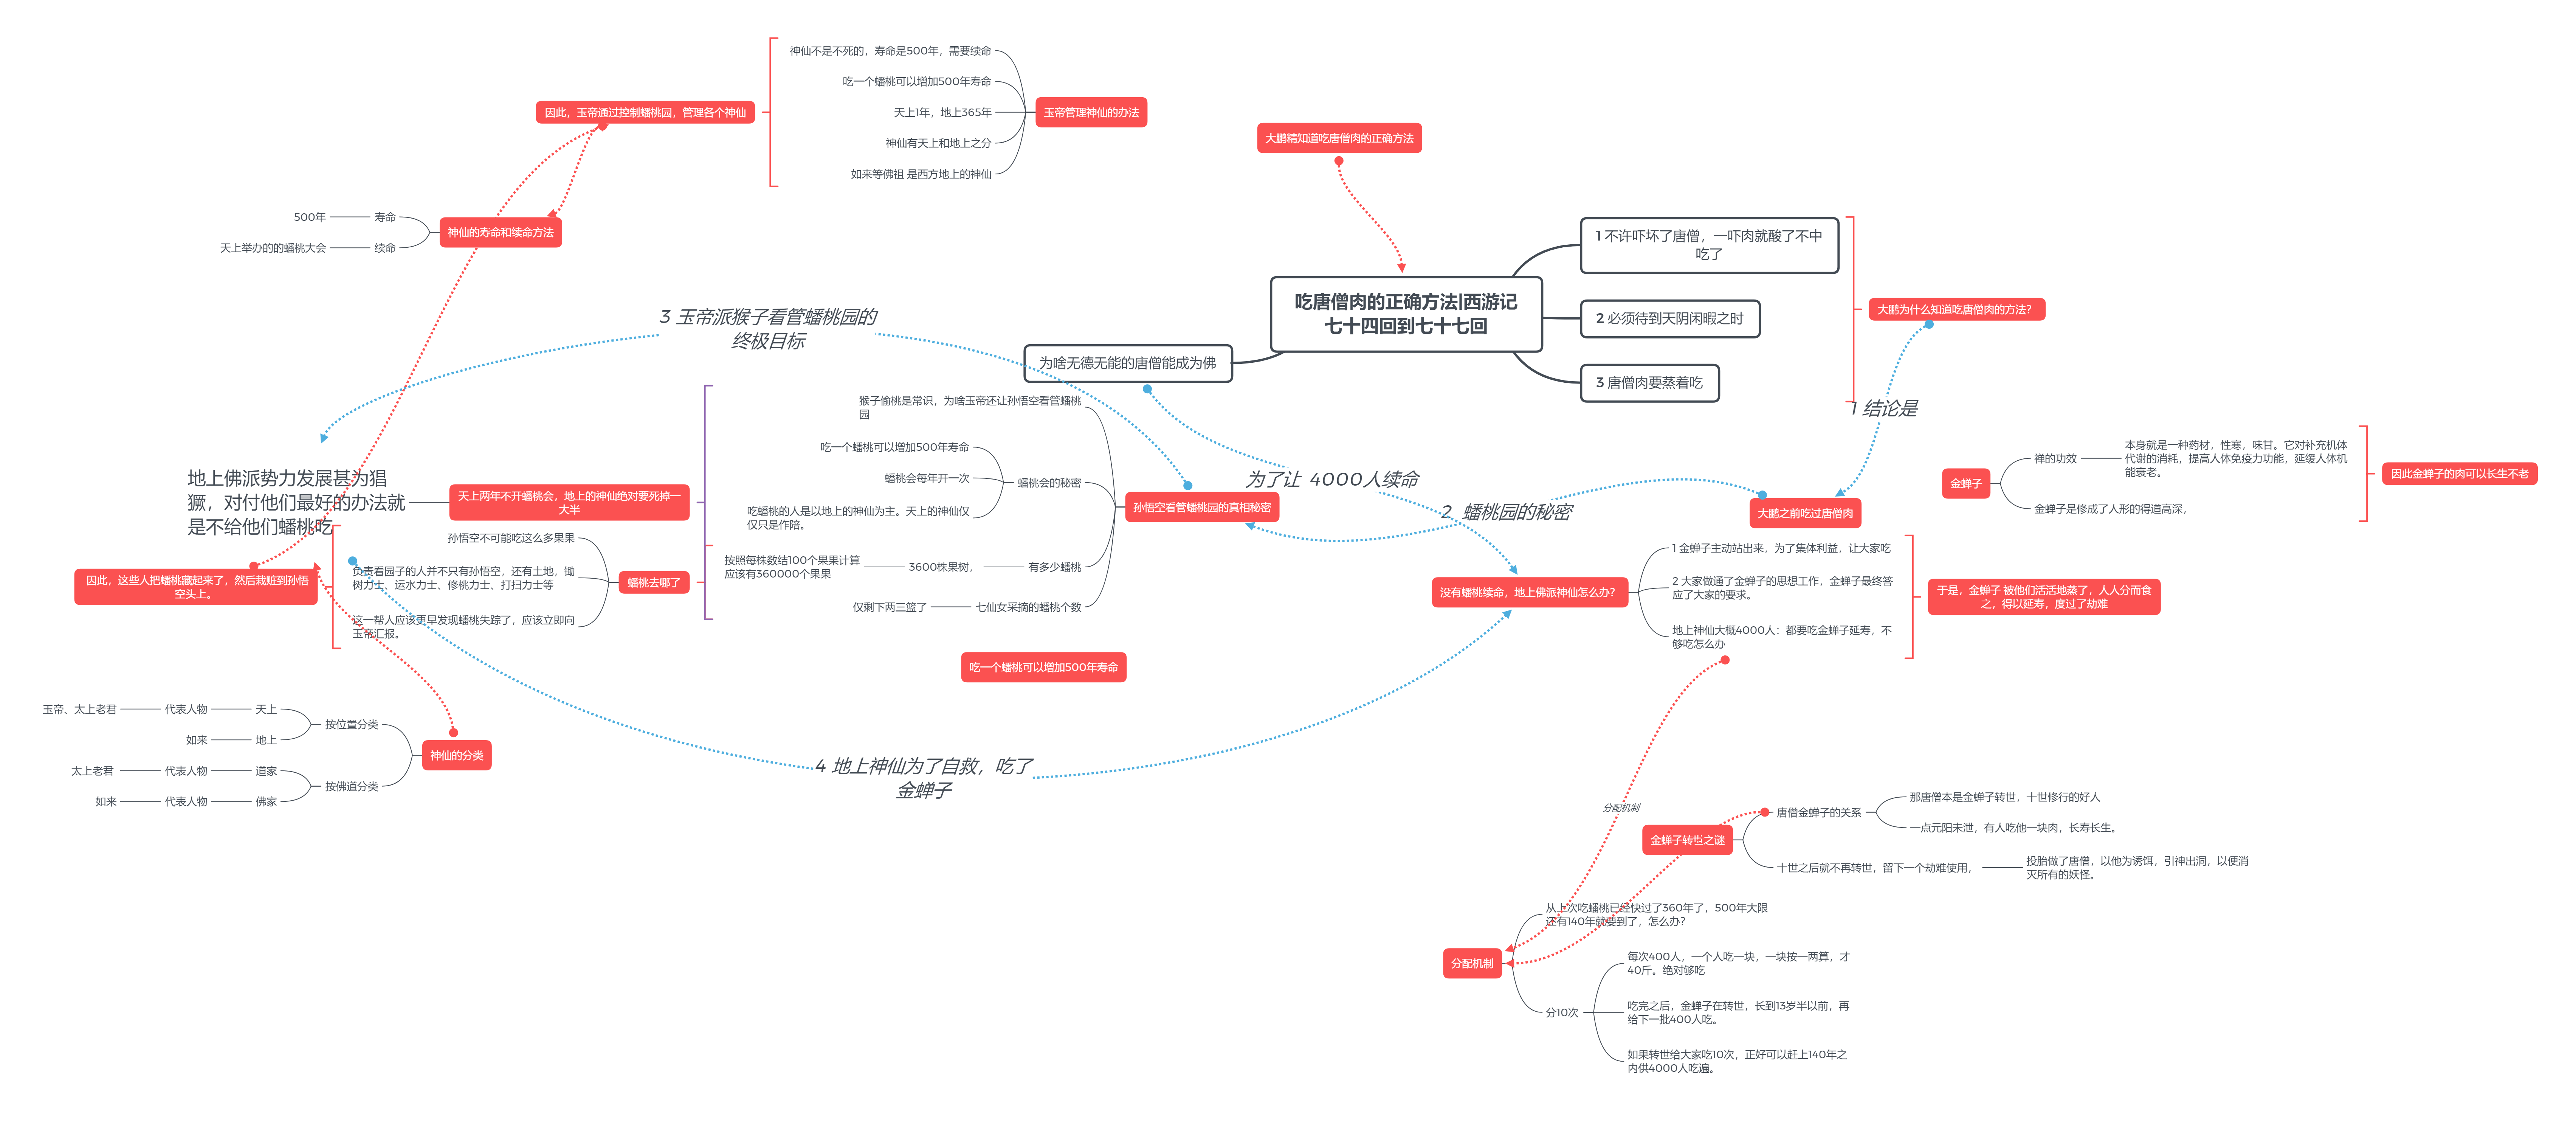 神仙不是不死的，寿命是500年，需要续命
吃一个蟠桃可以增加500年寿命
天上1年，地上365年
神仙有天上和地上之分
如来等佛祖 是西方地上的神仙
玉帝管理神仙的办法
因此，玉帝通过控制蟠桃园，管理各个神仙
500年
寿命
天上举办的的蟠桃大会
续命
神仙的寿命和续命方法
大鹏精知道吃唐僧肉的正确方法
吃唐僧肉的正确方法|西游记
七十四回到七十七回
1 不许吓坏了唐僧，一吓肉就酸了不中
吃了
2 必须待到天阴闲暇之时
3 唐僧肉要蒸着吃
大鹏为什么知道吃唐僧肉的方法？
为啥无德无能的唐僧能成为佛
3 玉帝派猴子看管蟠桃园的
终极目标
1 结论是
金蝉子
禅的功效
本身就是一种药材，性寒，味甘。它对补充机体
代谢的消耗，提高人体免疫力功能，延缓人体机
能衰老。
金蝉子是修成了人形的得道高深，
因此金蝉子的肉可以长生不老
猴子偷桃是常识，为啥玉帝还让孙悟空看管蟠桃
园
吃一个蟠桃可以增加500年寿命
蟠桃会每年开一次
吃蟠桃的人是以地上的神仙为主。天上的神仙仅
仅只是作陪。
蟠桃会的秘密
按照每株数结100个果果计算
应该有360000个果果
3600株果树，
有多少蟠桃
仅剩下两三篮了
七仙女采摘的蟠桃个数
孙悟空看管蟠桃园的真相秘密
为了让 4000人续命
2 蟠桃园的秘密
大鹏之前吃过唐僧肉
地上佛派势力发展甚为猖
獗，对付他们最好的办法就
是不给他们蟠桃吃
天上两年不开蟠桃会，地上的神仙绝对要死掉一
大半
孙悟空不可能吃这么多果果
负责看园子的人并不只有孙悟空，还有土地，锄
树力士、运水力士、修桃力士、打扫力士等
这一帮人应该更早发现蟠桃失踪了，应该立即向
玉帝汇报。
蟠桃去哪了
因此，这些人把蟠桃藏起来了，然后栽赃到孙悟
空头上。
没有蟠桃续命，地上佛派神仙怎么办？
1 金蝉子主动站出来，为了集体利益，让大家吃
2 大家做通了金蝉子的思想工作，金蝉子最终答
应了大家的要求。
地上神仙大概4000人：都要吃金蝉子延寿，不
够吃怎么办
于是，金蝉子 被他们活活地蒸了，人人分而食
之，得以延寿，度过了劫难
吃一个蟠桃可以增加500年寿命
玉帝、太上老君
代表人物
天上
如来
地上
按位置分类
太上老君
代表人物
道家
如来
代表人物
佛家
按佛道分类
神仙的分类
4 地上神仙为了自救，吃了
金蝉子
分配机制
金蝉子转世之谜
唐僧金蝉子的关系
那唐僧本是金蝉子转世，十世修行的好人
一点元阳未泄，有人吃他一块肉，长寿长生。
十世之后就不再转世，留下一个劫难使用，
投胎做了唐僧，以他为诱饵，引神出洞，以便消
灭所有的妖怪。
从上次吃蟠桃已经快过了360年了，500年大限
还有140年就要到了，怎么办？
分配机制
分10次
每次400人，一个人吃一块，一块按一两算，才
40斤。绝对够吃
吃完之后，金蝉子在转世，长到13岁半以前，再
给下一批400人吃。
如果转世给大家吃10次，正好可以赶上140年之
内供4000人吃遍。